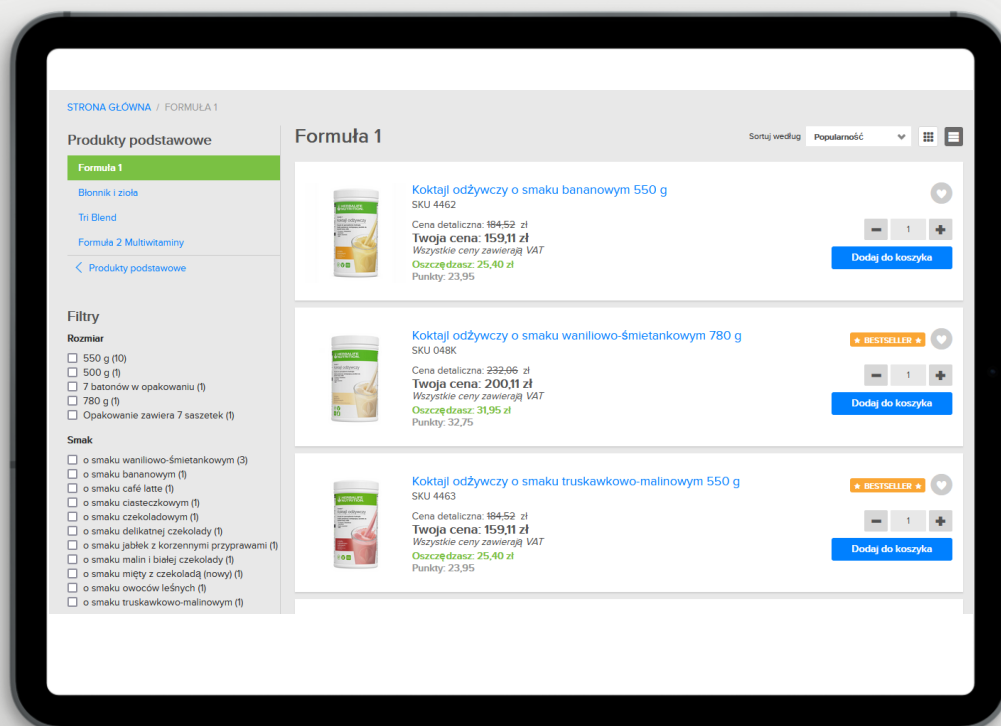 STRONA GŁÓWNA / FORMUŁA 1
Produkty podstawowe
Formuła 1
Błonnik i zioła
Tri Blend
Formuła 2 Multiwitaminy
Produkty podstawowe
Filtry
Rozmiar
550 g (10)
500 g (1)
7 batonów w opakowaniu (1)
780 g (1)
Opakowanie zawiera 7 saszetek (1)
Smak
o smaku waniliowo-śmietankowym (3)
o smaku bananowym (1)
o smaku café latte (1)
o smaku ciasteczkowym (1)
o smaku czekoladowym (1)
o smaku delikatnej czekolady (1)
o smaku jabłek z korzennymi przyprawami (1)
o smaku malin i białej czekolady (1)
o smaku mięty z czekoladą (nowy) (1)
o smaku owoców leśnych (1)
o smaku truskawkowo-malinowym (1)
Formuła 1
Sortuj według Popularność
Koktajl odżywczy o smaku bananowym 550 g
SKU 4462
Cena detaliczna: 184,52 zł
Twoja cena: 159,11 zł
Wszystkie ceny zawierają VAT
Oszczędzasz: 25,40 zł
Punkty: 23,95
1
Dodaj do koszyka
Koktajl odżywczy o smaku waniliowo-śmietankowym 780 g
BESTSELLER
SKU 048K
Cena detaliczna: 232,06 zł
Twoja cena: 200,11 zł
Wszystkie ceny zawierają VAT
Oszczędzasz: 31,95 zł
Punkty: 32,75
1
Dodaj do koszyka
Koktajl odżywczy o smaku truskawkowo-malinowym 550 g
BESTSELLER
SKU 4463
Cena detaliczna: 184,52 zł
Twoja cena: 159,11 zł
Wszystkie ceny zawierają VAT
Oszczędzasz: 25,40 zł
Punkty: 23,95
1
Dodaj do koszyka